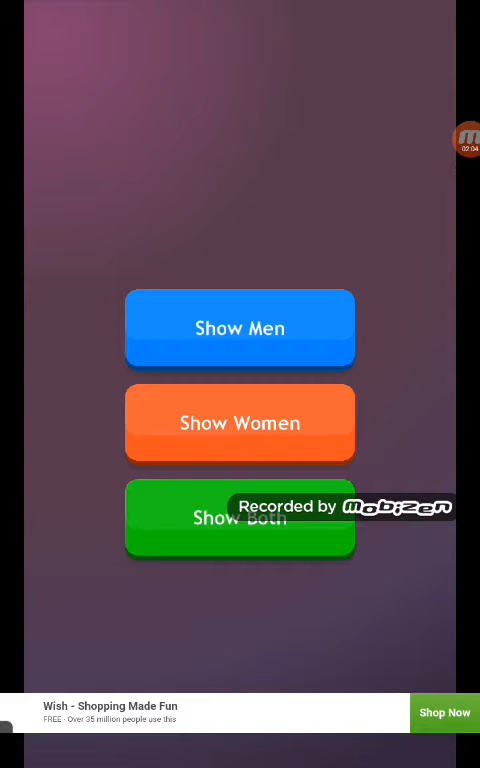 m
02:04
Show Men
Show Women
Show Both
Recorded by mobizen
Wish - Shopping Made Fun
FREE - Over 35 million people use this
Shop Now